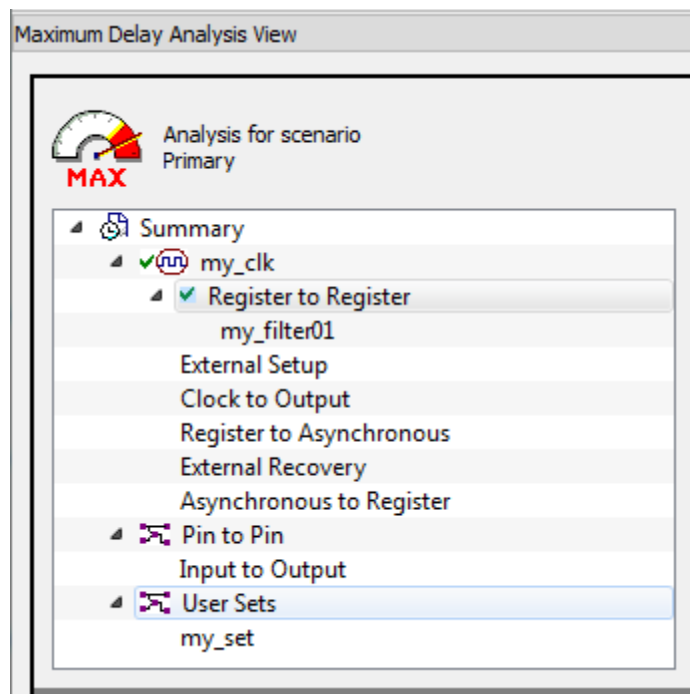 Maximum Delay Analysis View
Analysis for scenario
Primary
MAX
Summary
my_clk
Register to Register
my_filter01
External Setup
Clock to Output
Register to Asynchronous
External Recovery
Asynchronous to Register
Pin to Pin
Input to Output
User Sets
my_set